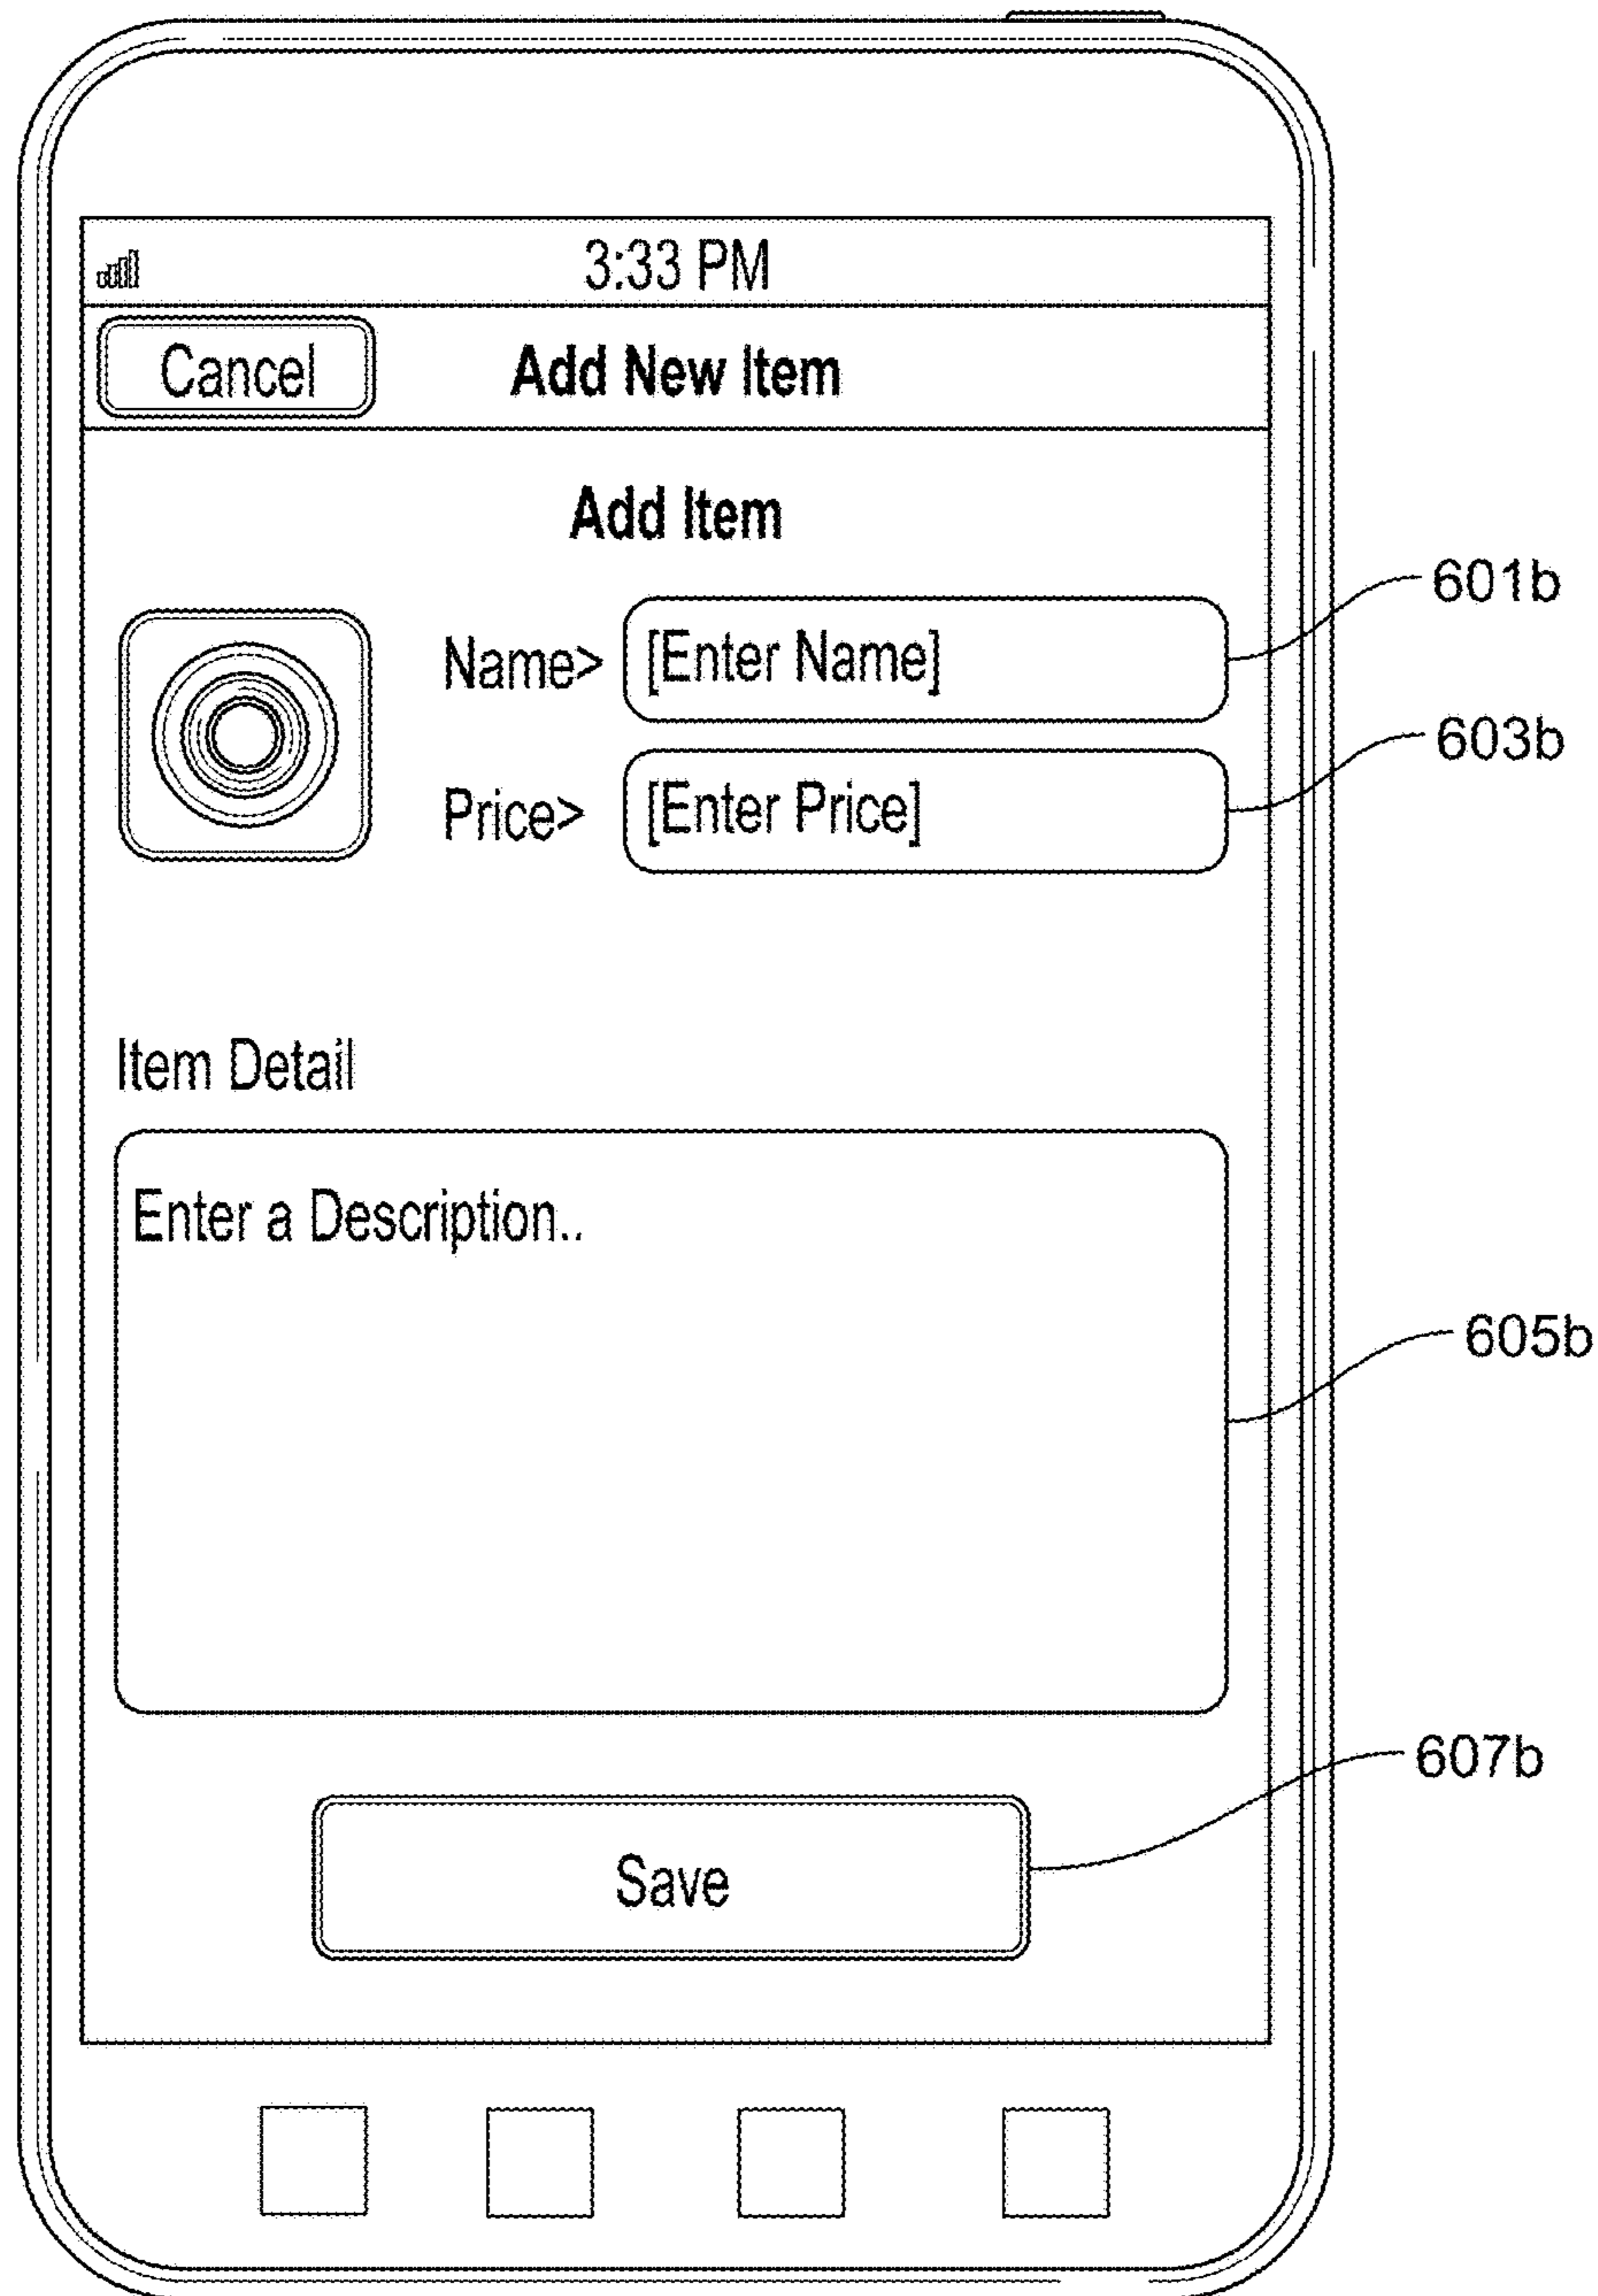 3:33 PM
Cancel Add New Item
Add Item
601b
Name> [Enter Name]
603b
Price> [Enter Price]
Item Detail
Enter a Description..
605b
607b
Save